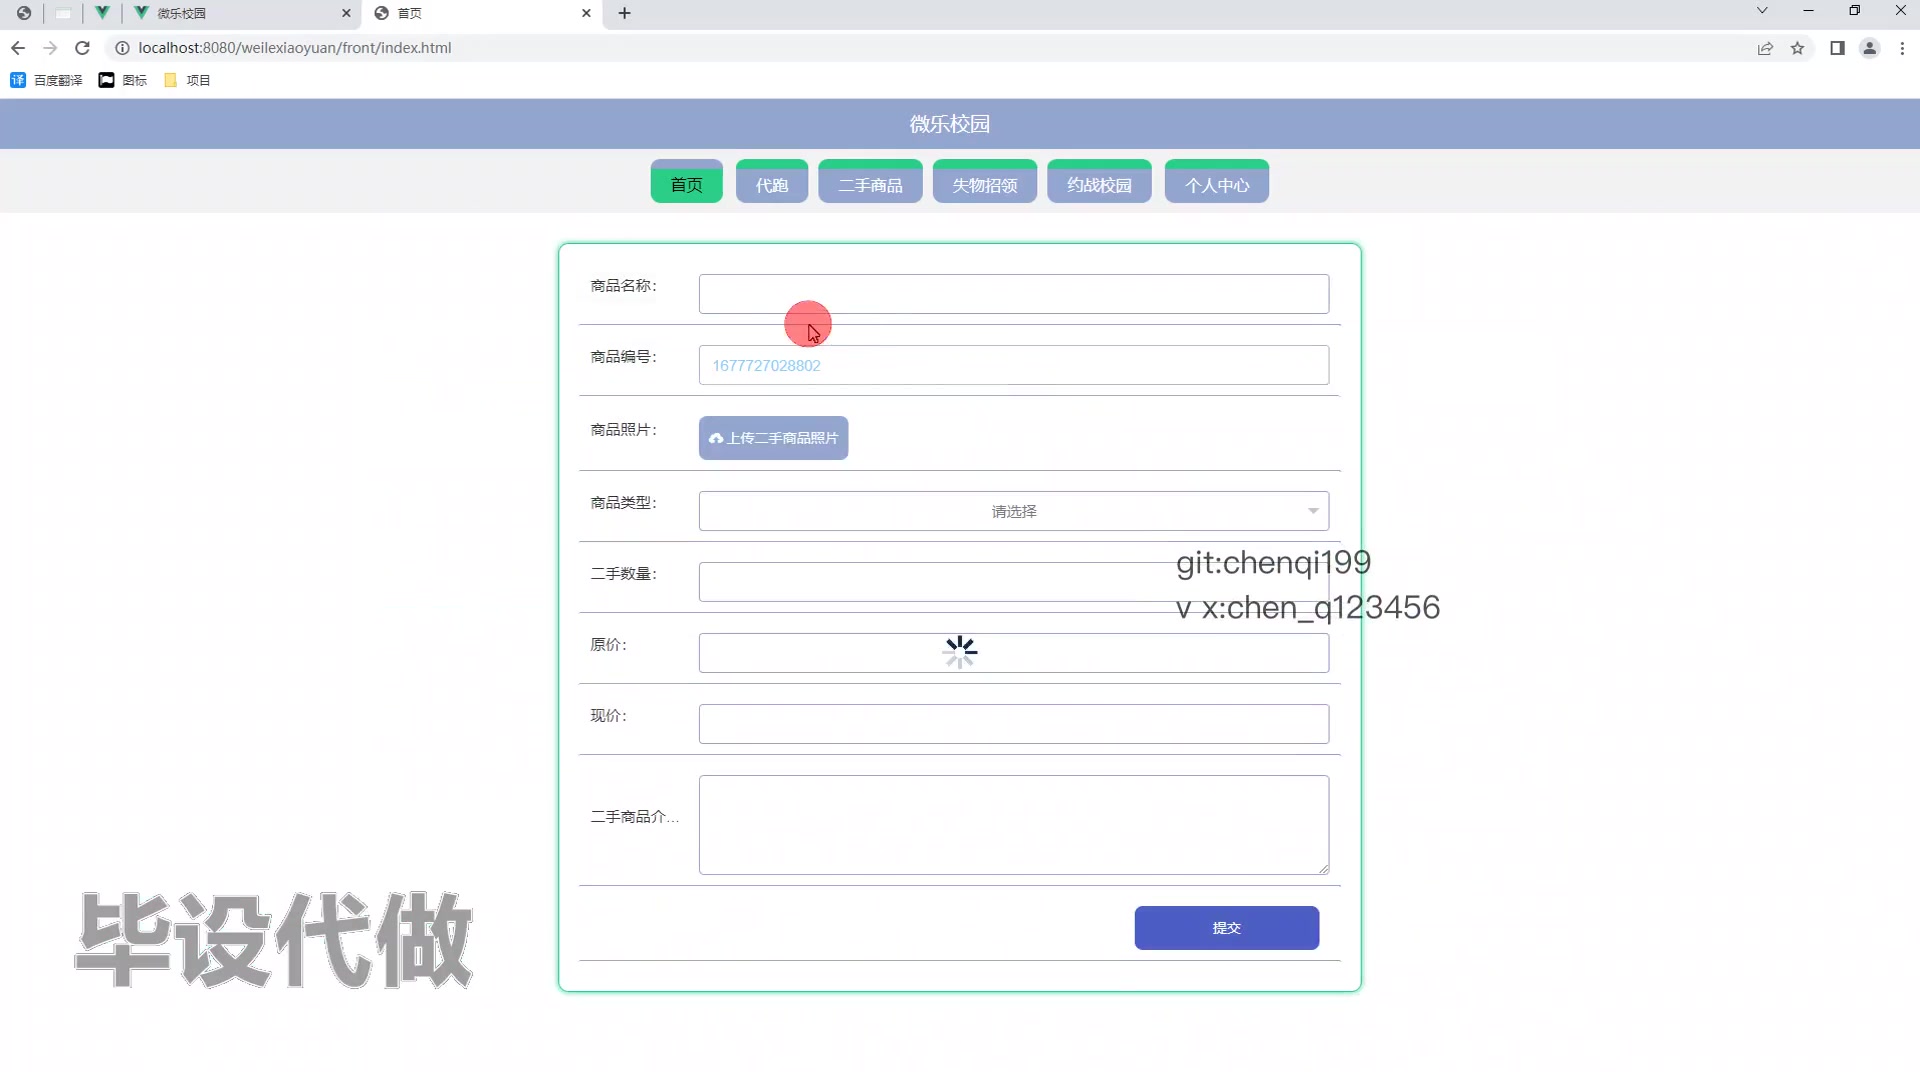 微乐校园
首页
localhost:8080/weilexiaoyuan/front/index.html
百度翻译
图标
项目
微乐校园
首页
代跑
二手商品
失物招领
约战校园
个人中心
商品名称：
商品编号：
1677727028802
商品照片：
上传二手商品照片
商品类型：
请选择
git:chenqi199
二手数量：
v x:chen_q123456
原价：
现价：
二手商品介...
毕设代做
提交